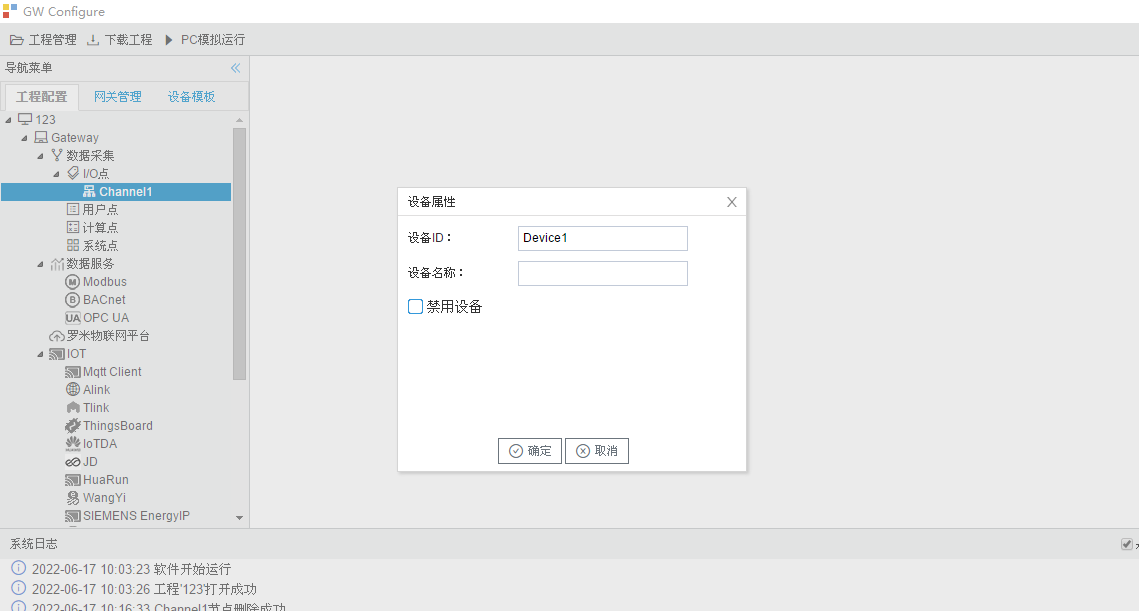 GW Configure
工程管理 下载工程 PC模拟运行
导航菜单
工程配置 网关管理 设备模板
123
Gateway
数据采集
I/O点
Channel1
用户点
计算点
系统点
数据服务
Modbus
BACnet
UA OPC UA
罗米物联网平台
IOT
Mqtt Client
Alink
Tlink
ThingsBoard
IoTDA
JD
HuaRun
WangYi
SIEMENS EnergyIP
设备属性
设备ID：
Device1
设备名称：
禁用设备
确定 取消
系统日志
2022-06-17 10:03:23 软件开始运行
2022-06-17 10:03:26 工程'123'打开成功
2022-06-17 10:16:33 Channel1节点删除成功